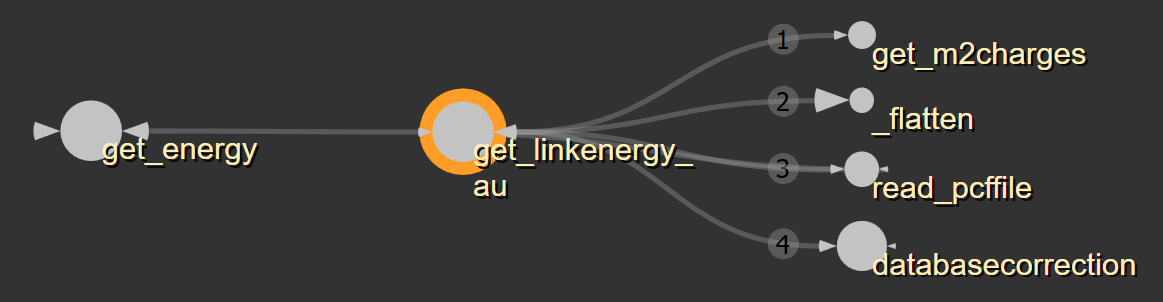 1
get_m2charges
2
_flatten
get_energy
get_linkenergy_
au
3
read_pcffile
4
databasecorrection